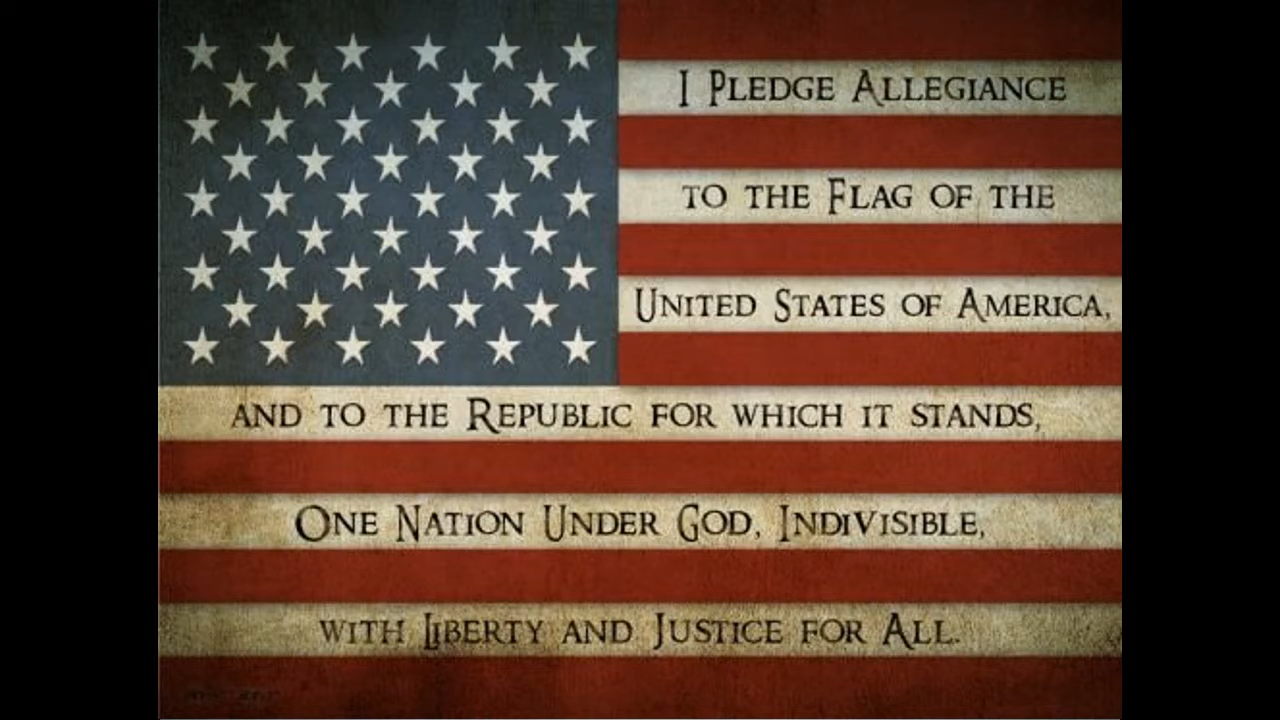 I Pledge Allegiance
to the Flag of the
United States of America,
and to the Republic for which it stands,
One Nation Under God, Indivisible,
with Liberty and Justice for All.